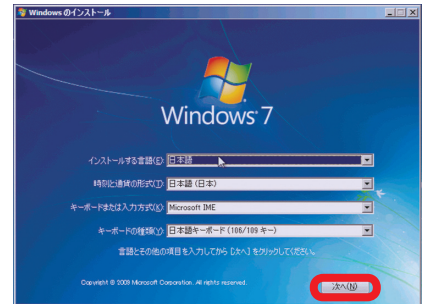 Windows のインストール
Windows 7
インストールする言語(E): 日本語
時刻と通貨の形式(T): 日本語 (日本)
キーボードまたは入力方式(K): Microsoft IME
キーボードの種類(Y): 日本語キーボード (106/109 キー)
言語とその他の項目を入力してから [次へ] をクリックしてください。
Copyright © 2009 Microsoft Corporation. All rights reserved.
次へ(N)